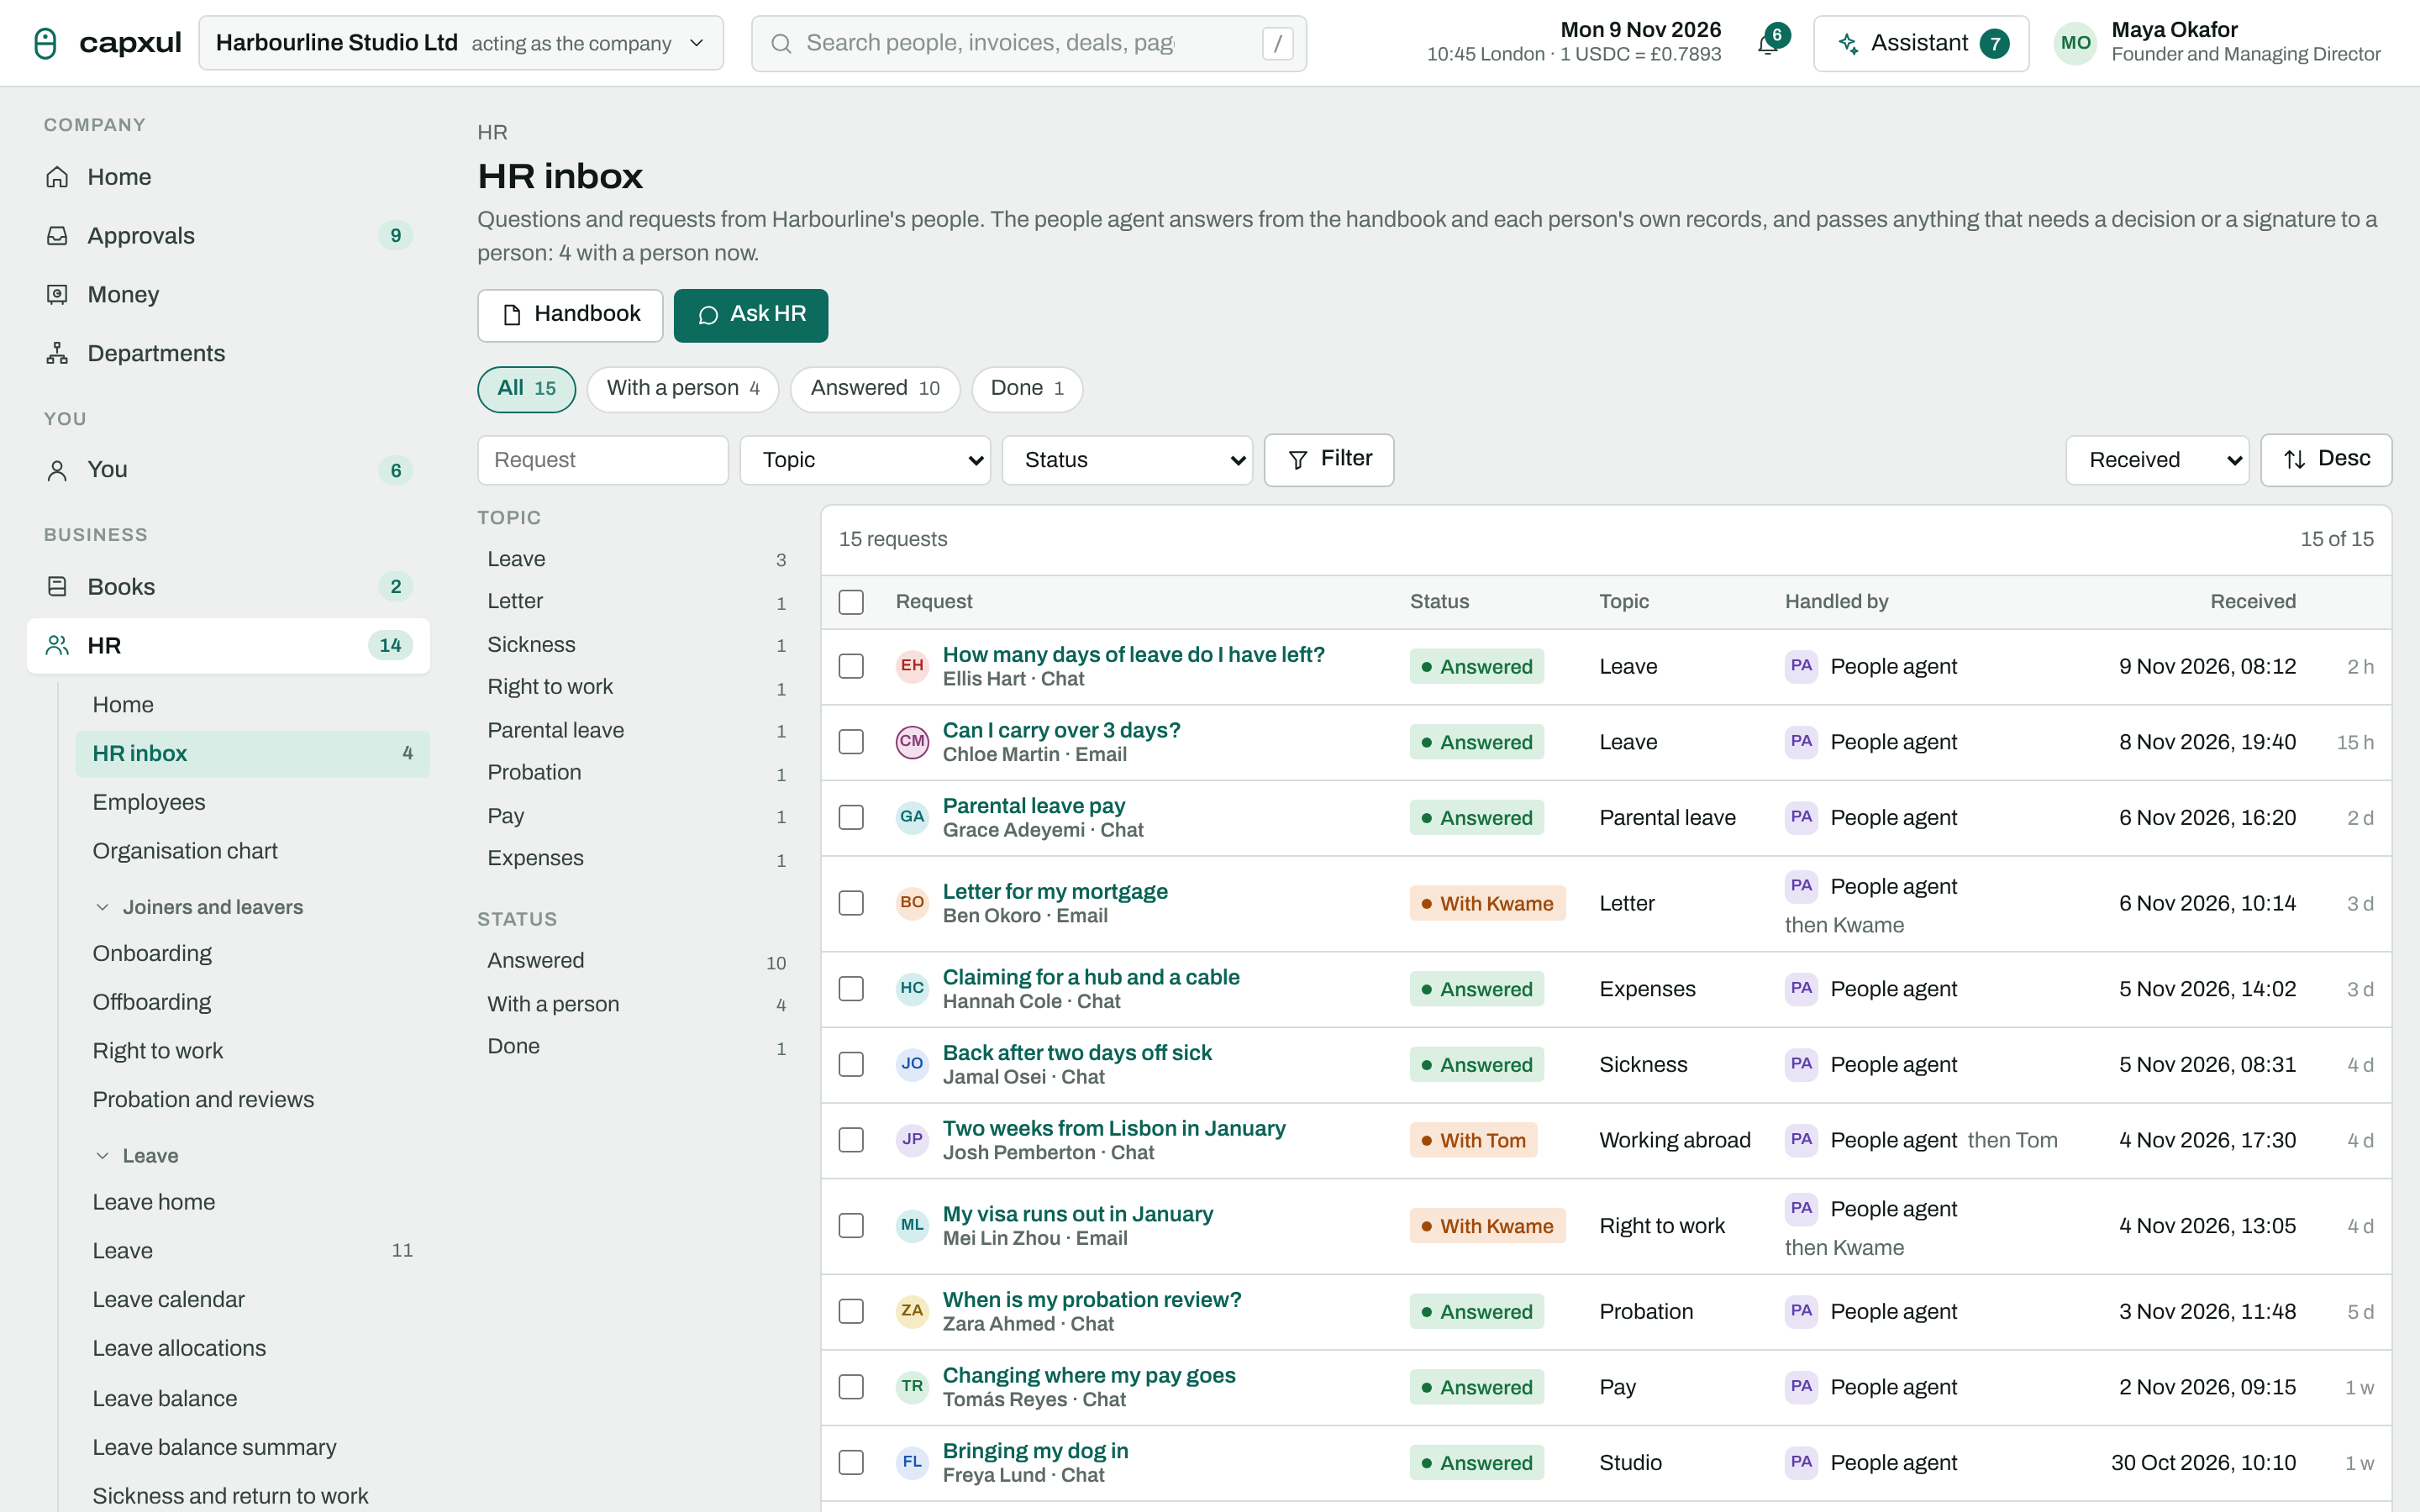 capxul
Harbourline Studio Ltd acting as the company
Search people, invoices, deals, pag
/
Mon 9 Nov 2026
10:45 London · 1 USDC = £0.7893
6
Assistant 7
MO
Maya Okafor
Founder and Managing Director
COMPANY
Home
Approvals 9
Money
Departments
YOU
You 6
BUSINESS
Books 2
HR 14
Home
HR inbox 4
Employees
Organisation chart
Joiners and leavers
Onboarding
Offboarding
Right to work
Probation and reviews
Leave
Leave home
Leave 11
Leave calendar
Leave allocations
Leave balance
Leave balance summary
Sickness and return to work
HR
HR inbox
Questions and requests from Harbourline's people. The people agent answers from the handbook and each person's own records, and passes anything that needs a decision or a signature to a
person: 4 with a person now.
Handbook
Ask HR
All 15
With a person 4
Answered 10
Done 1
Request
Topic
Status
Filter
Received
Desc
TOPIC
Leave 3
Letter 1
Sickness 1
Right to work 1
Parental leave 1
Probation 1
Pay 1
Expenses 1
STATUS
Answered 10
With a person 4
Done 1
15 requests
15 of 15
Request Status Topic Handled by Received
EH How many days of leave do I have left? Answered Leave PA People agent 9 Nov 2026, 08:12 2 h
Ellis Hart · Chat
CM Can I carry over 3 days? Answered Leave PA People agent 8 Nov 2026, 19:40 15 h
Chloe Martin · Email
GA Parental leave pay Answered Parental leave PA People agent 6 Nov 2026, 16:20 2 d
Grace Adeyemi · Chat
BO Letter for my mortgage With Kwame Letter PA People agent 6 Nov 2026, 10:14 3 d
Ben Okoro · Email then Kwame
HC Claiming for a hub and a cable Answered Expenses PA People agent 5 Nov 2026, 14:02 3 d
Hannah Cole · Chat
JO Back after two days off sick Answered Sickness PA People agent 5 Nov 2026, 08:31 4 d
Jamal Osei · Chat
JP Two weeks from Lisbon in January With Tom Working abroad PA People agent then Tom 4 Nov 2026, 17:30 4 d
Josh Pemberton · Chat
ML My visa runs out in January With Kwame Right to work PA People agent 4 Nov 2026, 13:05 4 d
Mei Lin Zhou · Email then Kwame
ZA When is my probation review? Answered Probation PA People agent 3 Nov 2026, 11:48 5 d
Zara Ahmed · Chat
TR Changing where my pay goes Answered Pay PA People agent 2 Nov 2026, 09:15 1 w
Tomás Reyes · Chat
FL Bringing my dog in Answered Studio PA People agent 30 Oct 2026, 10:10 1 w
Freya Lund · Chat